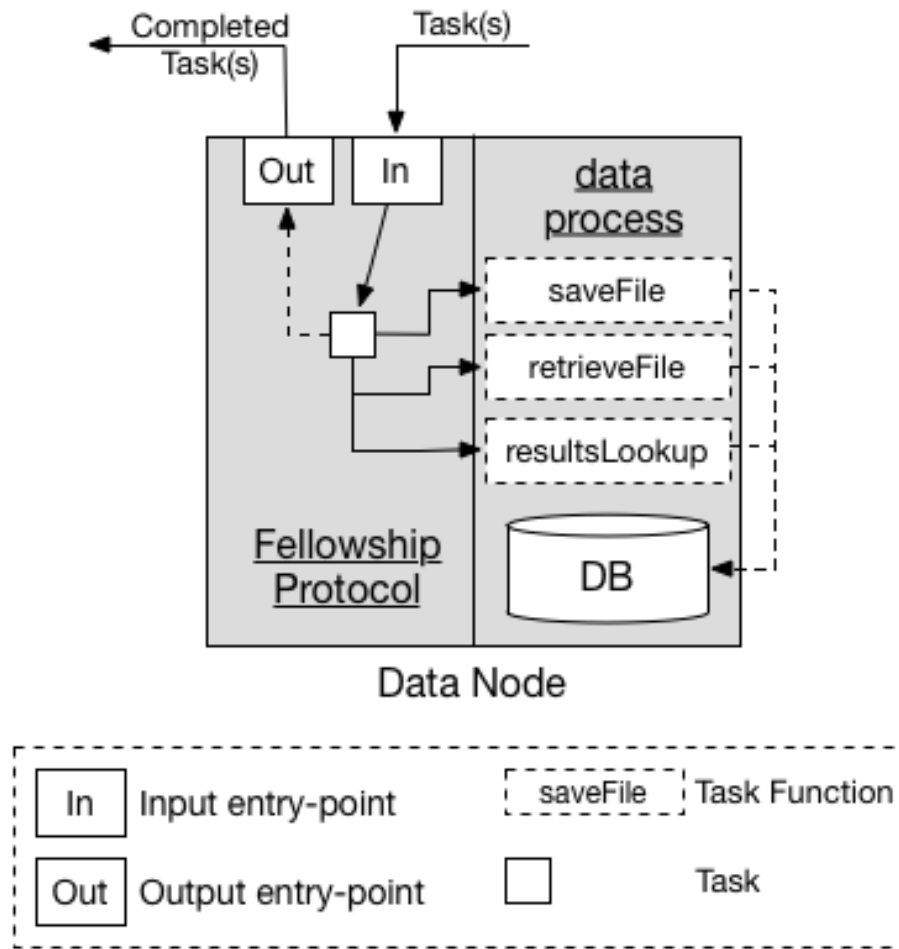 Completed
Task(s)
Task(s)
Out
In
data
process
saveFile
retrieveFile
resultsLookup
Fellowship
Protocol
DB
Data Node
In
Input entry-point
saveFile
Task Function
Out
Output entry-point
Task